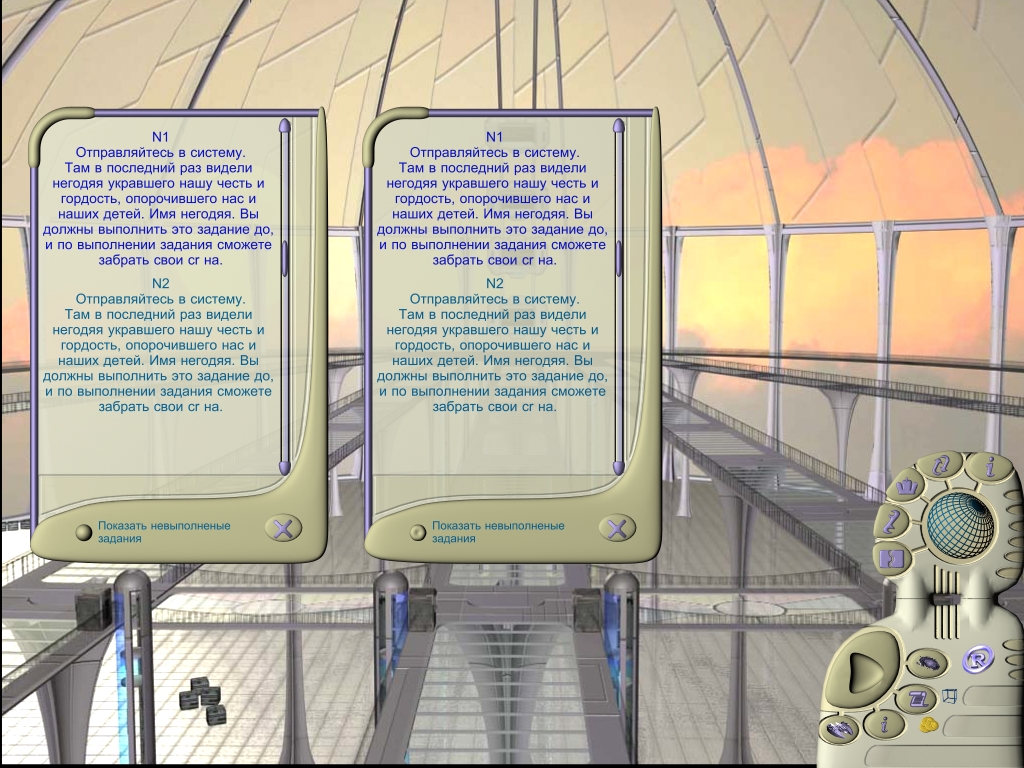 N1
Отправляйтесь в систему.
Там в последний раз видели
негодяя укравшего нашу честь и
гордость, опорочившего нас и
наших детей. Имя негодяя. Вы
должны выполнить это задание до,
и по выполнении задания сможете
забрать свои cr на.
N2
Отправляйтесь в систему.
Там в последний раз видели
негодяя укравшего нашу честь и
гордость, опорочившего нас и
наших детей. Имя негодяя. Вы
должны выполнить это задание до,
и по выполнении задания сможете
забрать свои cr на.
Показать невыполненые
задания
N1
Отправляйтесь в систему.
Там в последний раз видели
негодяя укравшего нашу честь и
гордость, опорочившего нас и
наших детей. Имя негодяя. Вы
должны выполнить это задание до,
и по выполнении задания сможете
забрать свои cr на.
N2
Отправляйтесь в систему.
Там в последний раз видели
негодяя укравшего нашу честь и
гордость, опорочившего нас и
наших детей. Имя негодяя. Вы
должны выполнить это задание до,
и по выполнении задания сможете
забрать свои cr на.
Показать невыполненые
задания
i
R
i